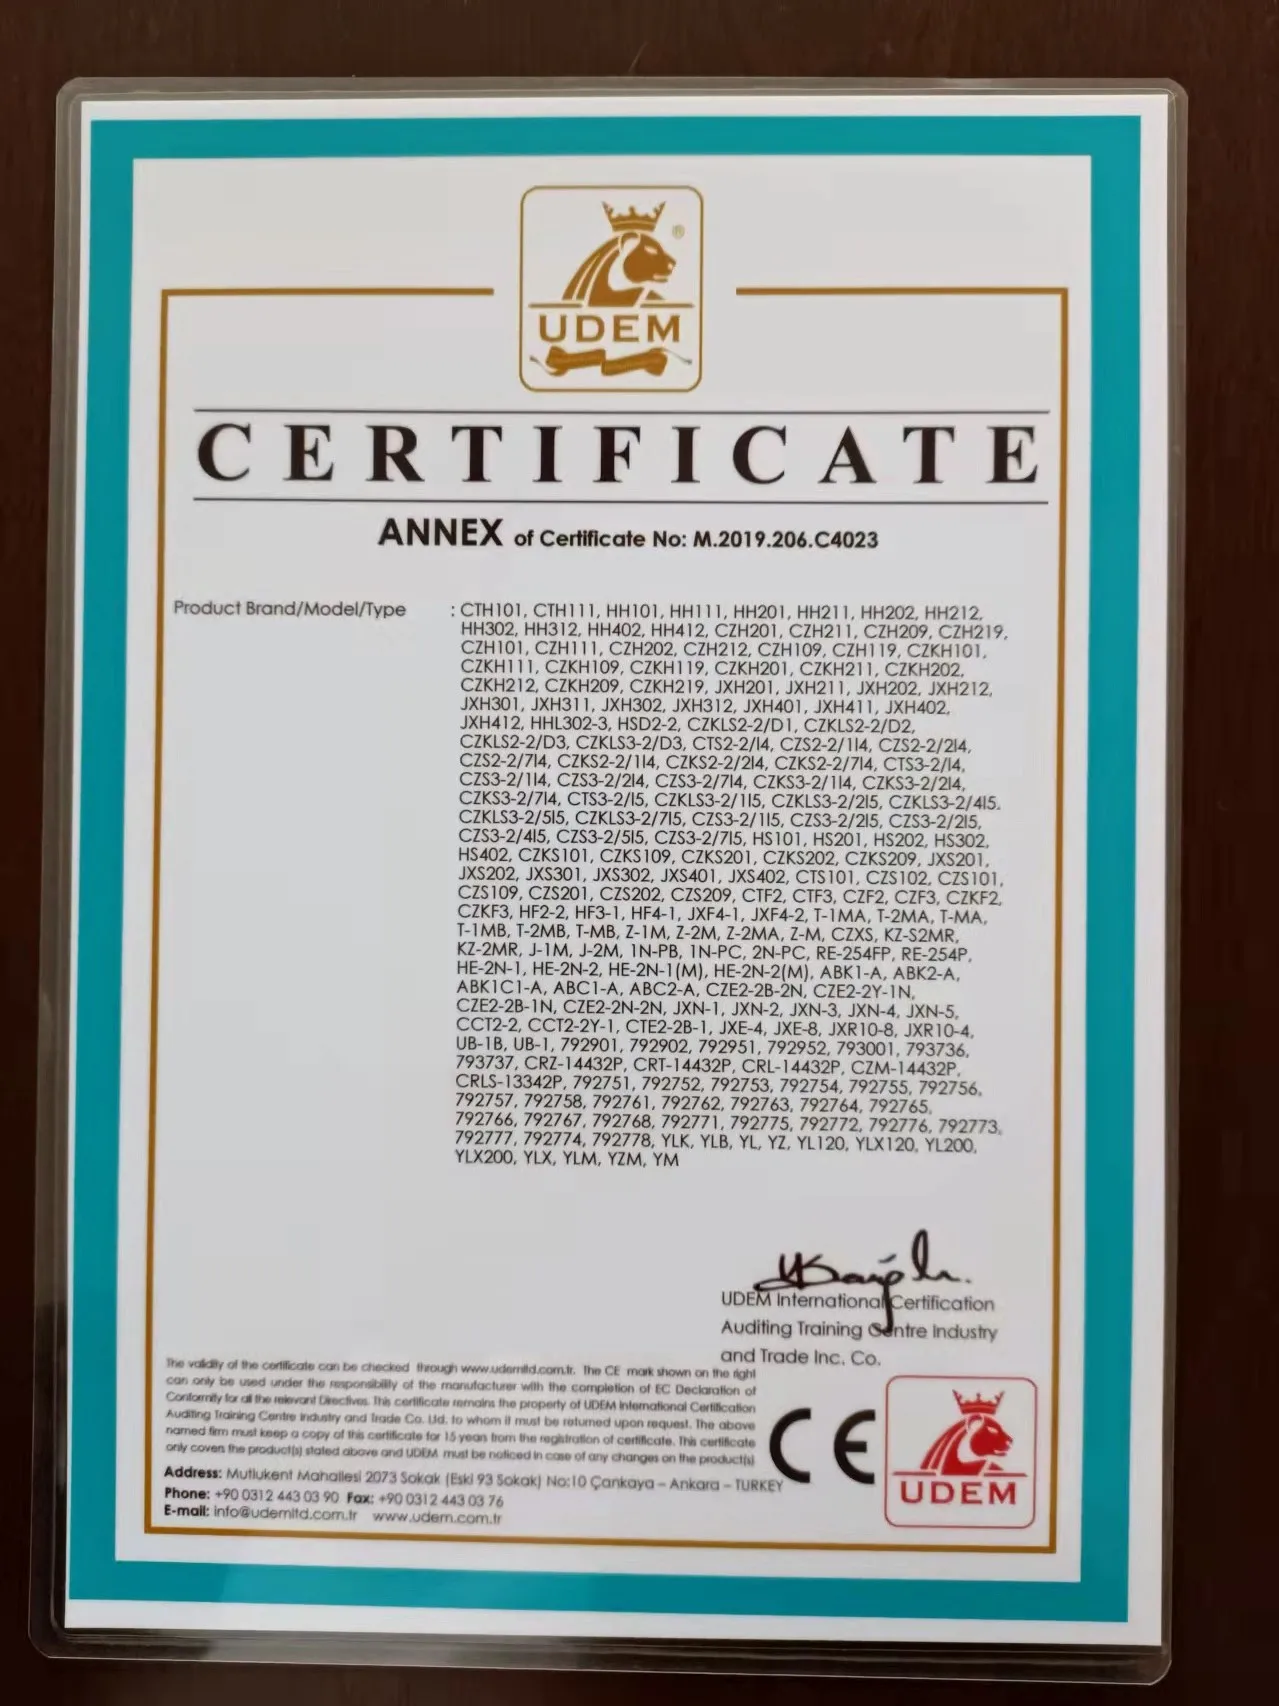 ®
UDEM
CERTIFICATE
ANNEX of Certificate No: M.2019.206.C4023
Product Brand/Model/Type : CTH101, CTH111, HH101, HH111, HH201, HH211, HH202, HH212,
HH302, HH312, HH402, HH412, CZH201, CZH211, CZH209, CZH219,
CZH101, CZH111, CZH202, CZH212, CZH109, CZH119, CZKH101,
CZKH111, CZKH109, CZKH119, CZKH201, CZKH211, CZKH202,
CZKH212, CZKH209, CZKH219, JXH201, JXH211, JXH202, JXH212,
JXH301, JXH311, JXH302, JXH312, JXH401, JXH411, JXH402,
JXH412, HHL302-3, HSD2-2, CZKLS2-2/D1, CZKLS2-2/D2,
CZKLS2-2/D3, CZKLS3-2/D3, CTS2-2/I4, CZS2-2/1I4, CZS2-2/2I4,
CZS2-2/7I4, CZKS2-2/1I4, CZKS2-2/2I4, CZKS2-2/7I4, CTS3-2/I4,
CZS3-2/1I4, CZS3-2/2I4, CZS3-2/7I4, CZKS3-2/1I4, CZKS3-2/2I4,
CZKS3-2/7I4, CTS3-2/I5, CZKLS3-2/1I5, CZKLS3-2/2I5, CZKLS3-2/4I5,
CZKLS3-2/5I5, CZKLS3-2/7I5, CZS3-2/1I5, CZS3-2/2I5, CZS3-2/2I5,
CZS3-2/4I5, CZS3-2/5I5, CZS3-2/7I5, HS101, HS201, HS202, HS302,
HS402, CZKS101, CZKS109, CZKS201, CZKS202, CZKS209, JXS201,
JXS202, JXS301, JXS302, JXS401, JXS402, CTS101, CZS102, CZS101,
CZS109, CZS201, CZS202, CZS209, CTF2, CTF3, CZF2, CZF3, CZKF2,
CZKF3, HF2-2, HF3-1, HF4-1, JXF4-1, JXF4-2, T-1MA, T-2MA, T-MA,
T-1MB, T-2MB, T-MB, Z-1M, Z-2M, Z-2MA, Z-M, CZXS, KZ-S2MR,
KZ-2MR, J-1M, J-2M, 1N-PB, 1N-PC, 2N-PC, RE-254FP, RE-254P,
HE-2N-1, HE-2N-2, HE-2N-1(M), HE-2N-2(M), ABK1-A, ABK2-A,
ABK1C1-A, ABC1-A, ABC2-A, CZE2-2B-2N, CZE2-2Y-1N,
CZE2-2B-1N, CZE2-2N-2N, JXN-1, JXN-2, JXN-3, JXN-4, JXN-5,
CCT2-2, CCT2-2Y-1, CTE2-2B-1, JXE-4, JXE-8, JXR10-8, JXR10-4,
UB-1B, UB-1, 792901, 792902, 792951, 792952, 793001, 793736,
793737, CRZ-14432P, CRT-14432P, CRL-14432P, CZM-14432P,
CRLS-13342P, 792751, 792752, 792753, 792754, 792755, 792756,
792757, 792758, 792761, 792762, 792763, 792764, 792765,
792766, 792767, 792768, 792771, 792775, 792772, 792776, 792773,
792777, 792774, 792778, YLK, YLB, YL, YZ, YL120, YLX120, YL200,
YLX200, YLX, YLM, YZM, YM
UDEM International Certification
Auditing Training Centre Industry
and Trade Inc. Co.
The validity of the certificate can be checked through www.udemltd.com.tr. The CE mark shown on the right
can only be used under the responsibility of the manufacturer with the completion of EC Declaration of
Conformity for all the relevant Directives. This certificate remains the property of UDEM International Certification
Auditing Training Centre Industry and Trade Co. Ltd. to whom it must be returned upon request. The above
named firm must keep a copy of this certificate for 15 years from the registration of certificate. This certificate
only covers the product(s) stated above and UDEM must be noticed in case of any changes on the product(s)
Address: Mutlukent Mahallesi 2073 Sokak (Eski 93 Sokak) No:10 Çankaya – Ankara – TURKEY
Phone: +90 0312 443 03 90 Fax: +90 0312 443 03 76
E-mail: info@udemltd.com.tr www.udem.com.tr
CE
UDEM